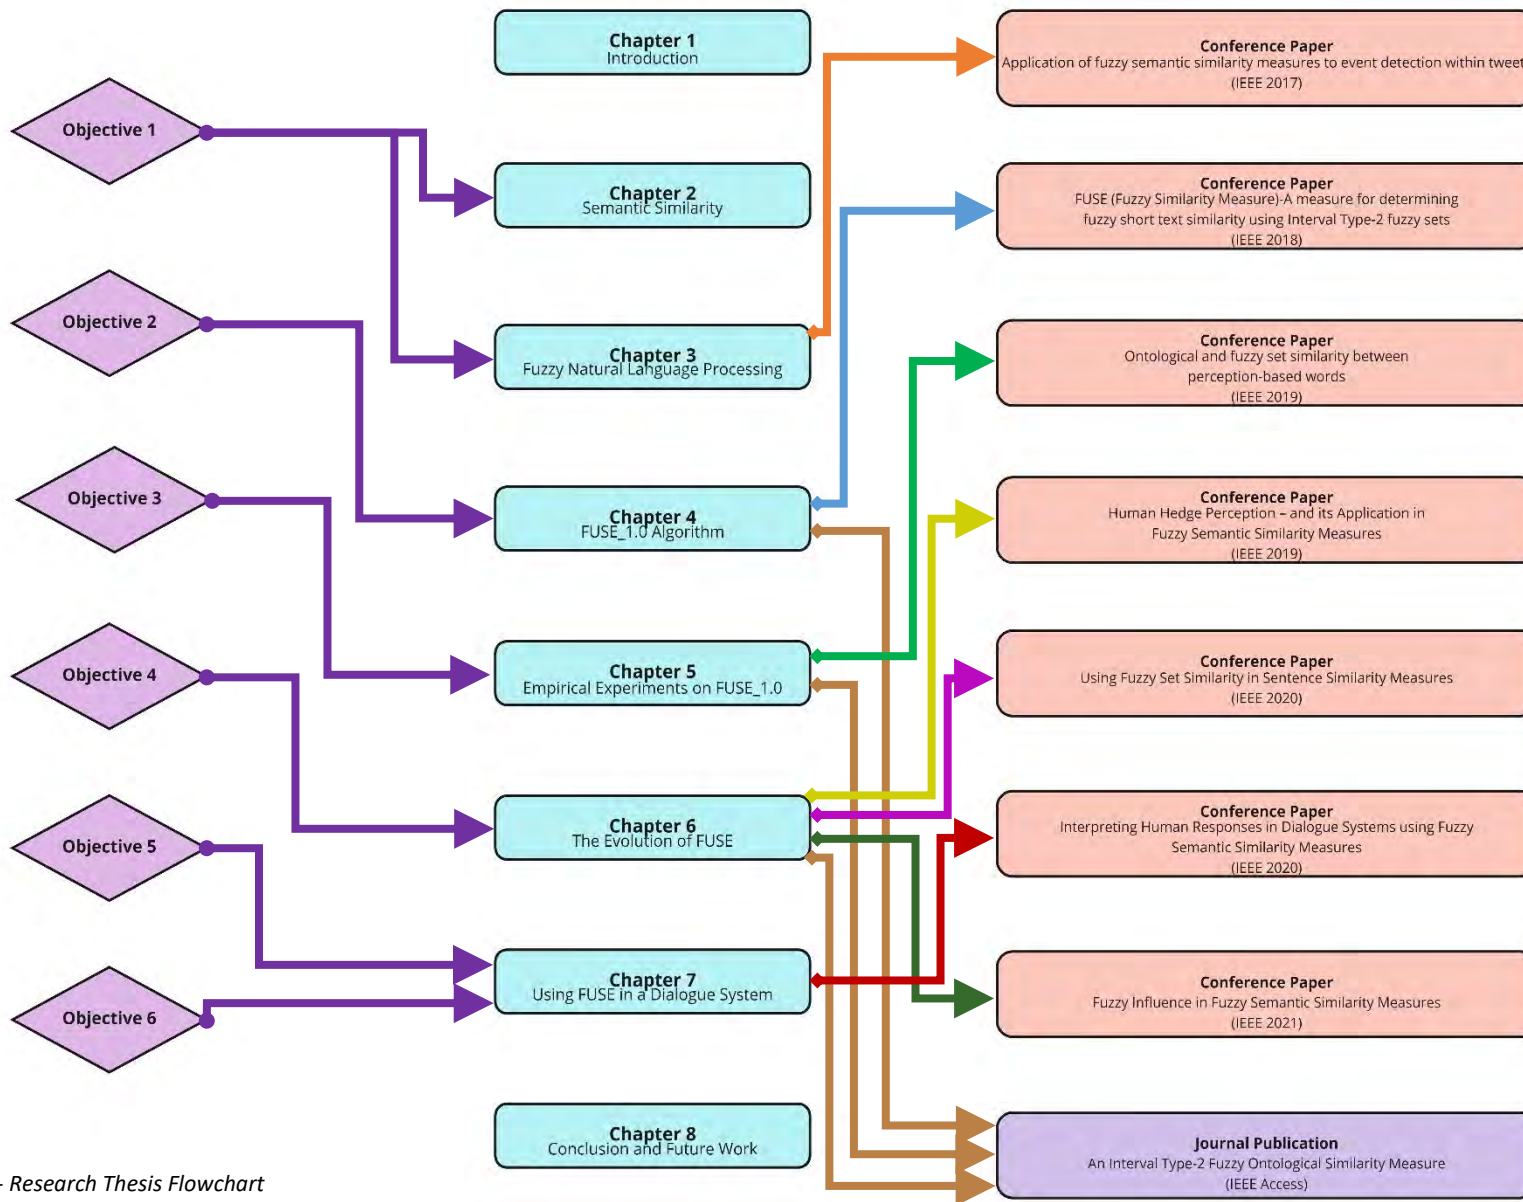 Objective 1
Objective 2
Objective 3
Objective 4
Objective 5
Objective 6
Chapter 1
Introduction
Chapter 2
Semantic Similarity
Chapter 3
Fuzzy Natural Language Processing
Chapter 4
FUSE_1.0 Algorithm
Chapter 5
Empirical Experiments on FUSE_1.0
Chapter 6
The Evolution of FUSE
Chapter 7
Using FUSE in a Dialogue System
Chapter 8
Conclusion and Future Work
Conference Paper
Application of fuzzy semantic similarity measures to event detection within tweet
(IEEE 2017)
Conference Paper
FUSE (Fuzzy Similarity Measure)-A measure for determining
fuzzy short text similarity using Interval Type-2 fuzzy sets
(IEEE 2018)
Conference Paper
Ontological and fuzzy set similarity between
perception-based words
(IEEE 2019)
Conference Paper
Human Hedge Perception – and its Application in
Fuzzy Semantic Similarity Measures
(IEEE 2019)
Conference Paper
Using Fuzzy Set Similarity in Sentence Similarity Measures
(IEEE 2020)
Conference Paper
Interpreting Human Responses in Dialogue Systems using Fuzzy
Semantic Similarity Measures
(IEEE 2020)
Conference Paper
Fuzzy Influence in Fuzzy Semantic Similarity Measures
(IEEE 2021)
Journal Publication
An Interval Type-2 Fuzzy Ontological Similarity Measure
(IEEE Access)
- Research Thesis Flowchart